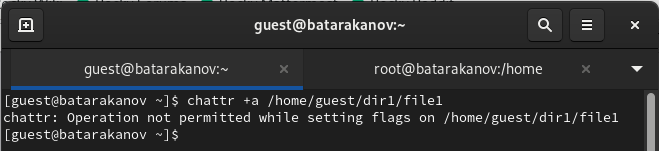 guest@batarakanov:~
guest@batarakanov:~
root@batarakanov:/home
[guest@batarakanov ~]$ chattr +a /home/guest/dir1/file1
chattr: Operation not permitted while setting flags on /home/guest/dir1/file1
[guest@batarakanov ~]$